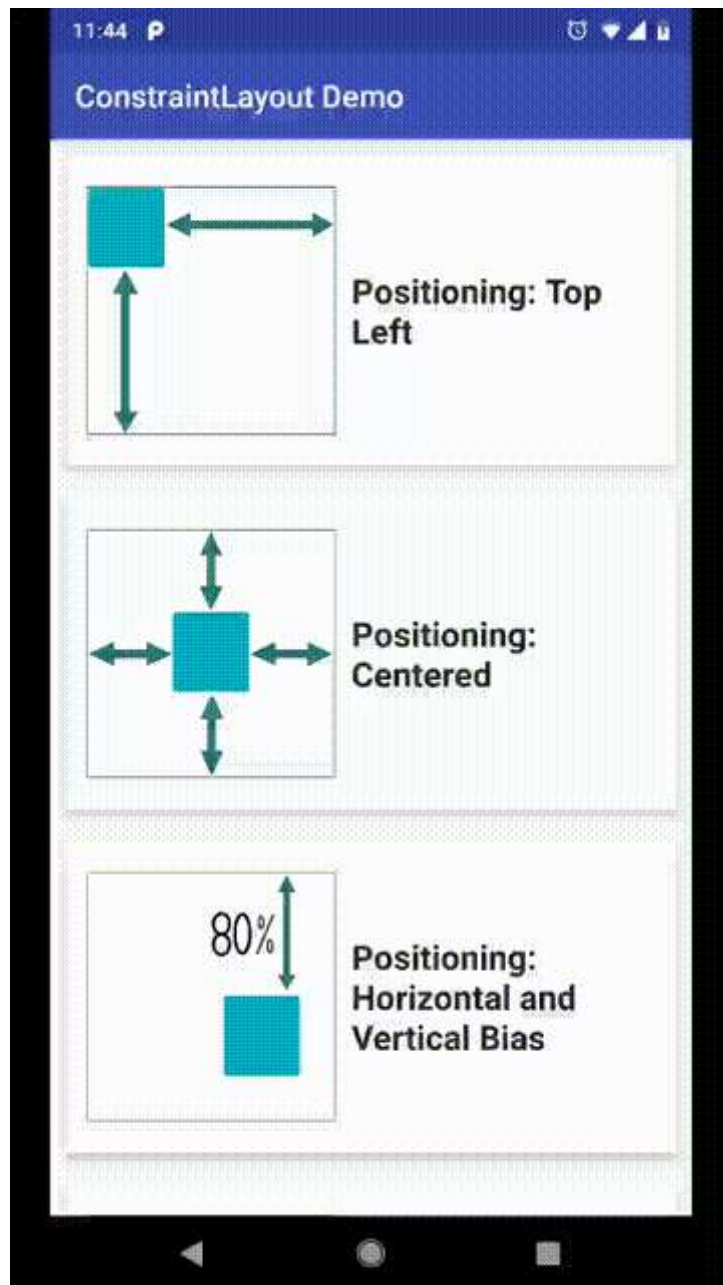 11:44
ConstraintLayout Demo
Positioning: Top
Left
Positioning:
Centered
80%
Positioning:
Horizontal and
Vertical Bias